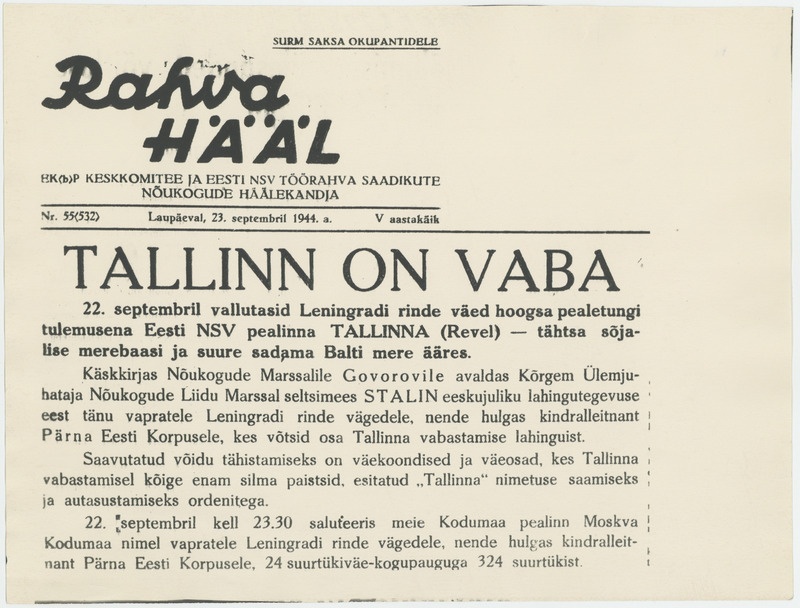 SURM SAKSA OKUPANTIDELE
Rahva
HÄÄL
EK(b)P KESKKOMITEE JA EESTI NSV TÖÖRAHVA SAADIKUTE
NÕUKOGUDE HÄÄLEKANDJA
Nr. 55(532) Laupäeval, 23. septembril 1944. a. V aastakäik
TALLINN ON VABA
22. septembril vallutasid Leningradi rinde väed hoogsa pealetungi
tulemusena Eesti NSV pealinna TALLINNA (Revel) — tähtsa sõja-
lise merebaasi ja suure sadama Balti mere ääres.
Käskkirjas Nõukogude Marssalile Govorovile avaldas Kõrgem Ülemju-
hataja Nõukogude Liidu Marssal seltsimees STALIN eeskujuliku lahingutegevuse
eest tänu vapratele Leningradi rinde vägedele, nende hulgas kindralleitnant
Pärna Eesti Korpusele, kes võtsid osa Tallinna vabastamise lahinguist.
Saavutatud võidu tähistamiseks on väekoondised ja väeosad, kes Tallinna
vabastamisel kõige enam silma paistsid, esitatud „Tallinna“ nimetuse saamiseks
ja autasustamiseks ordenitega.
22. septembril kell 23.30 saluteeris meie Kodumaa pealinn Moskva
Kodumaa nimel vapratele Leningradi rinde vägedele, nende hulgas kindralleit-
nant Pärna Eesti Korpusele, 24 suurtükiväe-kogupauguga 324 suurtükist.